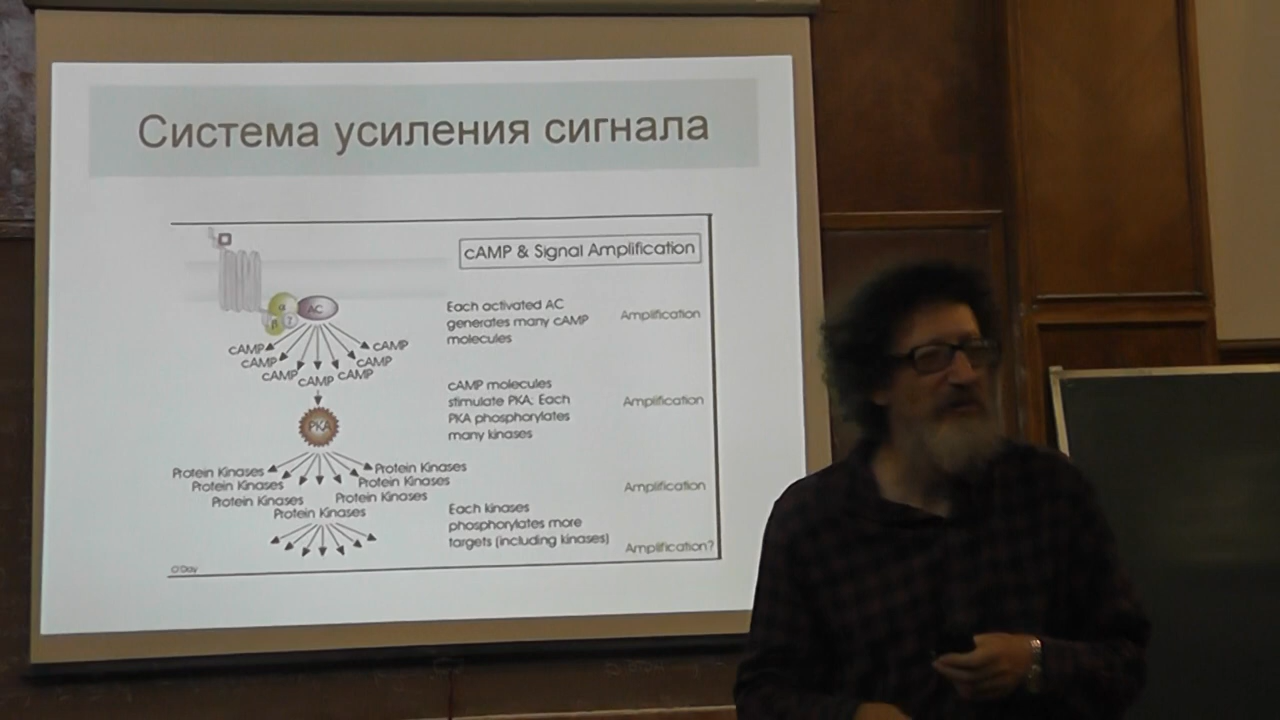 Система усиления сигнала
cAMP & Signal Amplification
α
AC
β
γ
Each activated AC
generates many cAMP
molecules
Amplification
cAMP
cAMP
cAMP
cAMP
cAMP
cAMP
cAMP
cAMP molecules
stimulate PKA; Each
PKA phosphorylates
many kinases
Amplification
PKA
Protein Kinases
Protein Kinases
Protein Kinases
Protein Kinases
Protein Kinases
Protein Kinases
Protein Kinases
Amplification
Each kinases
phosphorylates more
targets (including kinases)
Amplification?
O'Day